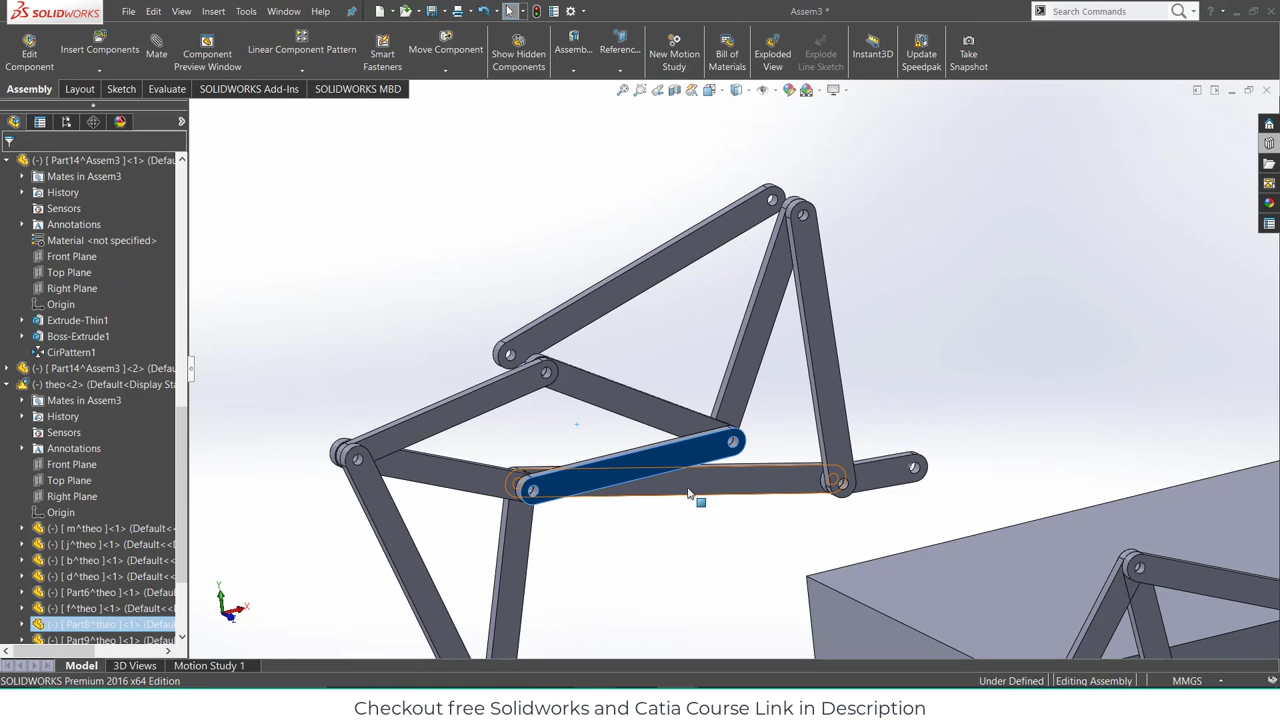 SOLIDWORKS
File Edit View Insert Tools Window Help
Assem3 *
Search Commands
Edit Component
Insert Components
Mate
Component Preview Window
Linear Component Pattern
Smart Fasteners
Move Component
Show Hidden Components
Assemb...
Referenc...
New Motion Study
Bill of Materials
Exploded View
Explode Line Sketch
Instant3D
Update Speedpak
Take Snapshot
Assembly Layout Sketch Evaluate SOLIDWORKS Add-Ins SOLIDWORKS MBD
(-) [ Part14^Assem3 ]<1> (Defau
Mates in Assem3
History
Sensors
Annotations
Material <not specified>
Front Plane
Top Plane
Right Plane
Origin
Extrude-Thin1
Boss-Extrude1
CirPattern1
(-) [ Part14^Assem3 ]<2> (Defau
(-) theo<2> (Default<Display Sta
Mates in Assem3
History
Sensors
Annotations
Front Plane
Top Plane
Right Plane
Origin
(-) [ m^theo ]<1> (Default<<
(-) [ j^theo ]<1> (Default<<D
(-) [ b^theo ]<1> (Default<<
(-) [ d^theo ]<1> (Default<<
(-) [ Part6^theo ]<1> (Defau
(-) [ f^theo ]<1> (Default<<D
(-) [ Part8^theo ]<1> (Defau
(-) [ Part9^theo ]<1> (Defau
Y
X
Z
Model 3D Views Motion Study 1
SOLIDWORKS Premium 2016 x64 Edition
Under Defined Editing Assembly MMGS
Checkout free Solidworks and Catia Course Link in Description